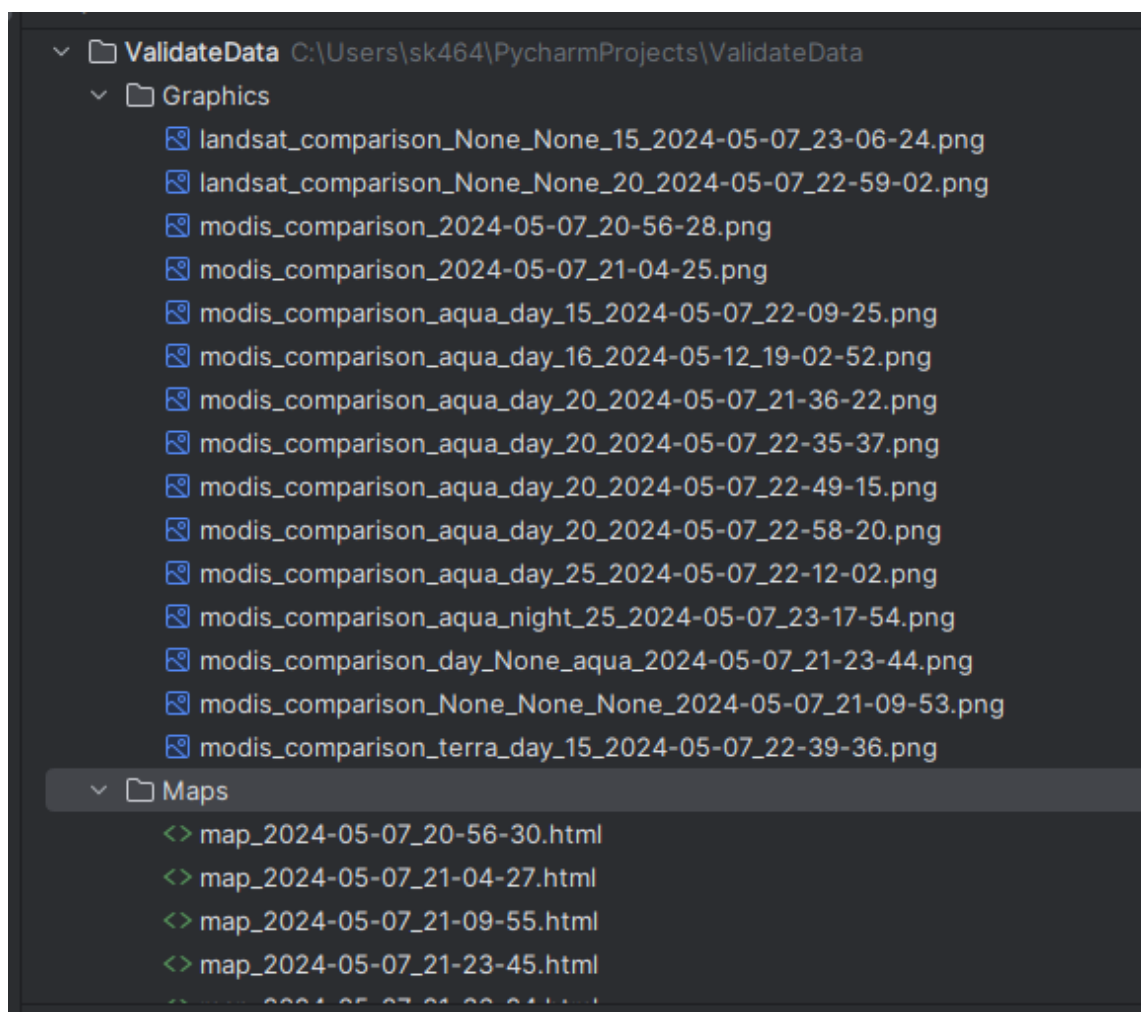 ValidateData C:\Users\sk464\PycharmProjects\ValidateData
Graphics
landsat_comparison_None_None_15_2024-05-07_23-06-24.png
landsat_comparison_None_None_20_2024-05-07_22-59-02.png
modis_comparison_2024-05-07_20-56-28.png
modis_comparison_2024-05-07_21-04-25.png
modis_comparison_aqua_day_15_2024-05-07_22-09-25.png
modis_comparison_aqua_day_16_2024-05-12_19-02-52.png
modis_comparison_aqua_day_20_2024-05-07_21-36-22.png
modis_comparison_aqua_day_20_2024-05-07_22-35-37.png
modis_comparison_aqua_day_20_2024-05-07_22-49-15.png
modis_comparison_aqua_day_20_2024-05-07_22-58-20.png
modis_comparison_aqua_day_25_2024-05-07_22-12-02.png
modis_comparison_aqua_night_25_2024-05-07_23-17-54.png
modis_comparison_day_None_aqua_2024-05-07_21-23-44.png
modis_comparison_None_None_None_2024-05-07_21-09-53.png
modis_comparison_terra_day_15_2024-05-07_22-39-36.png
Maps
<> map_2024-05-07_20-56-30.html
<> map_2024-05-07_21-04-27.html
<> map_2024-05-07_21-09-55.html
<> map_2024-05-07_21-23-45.html